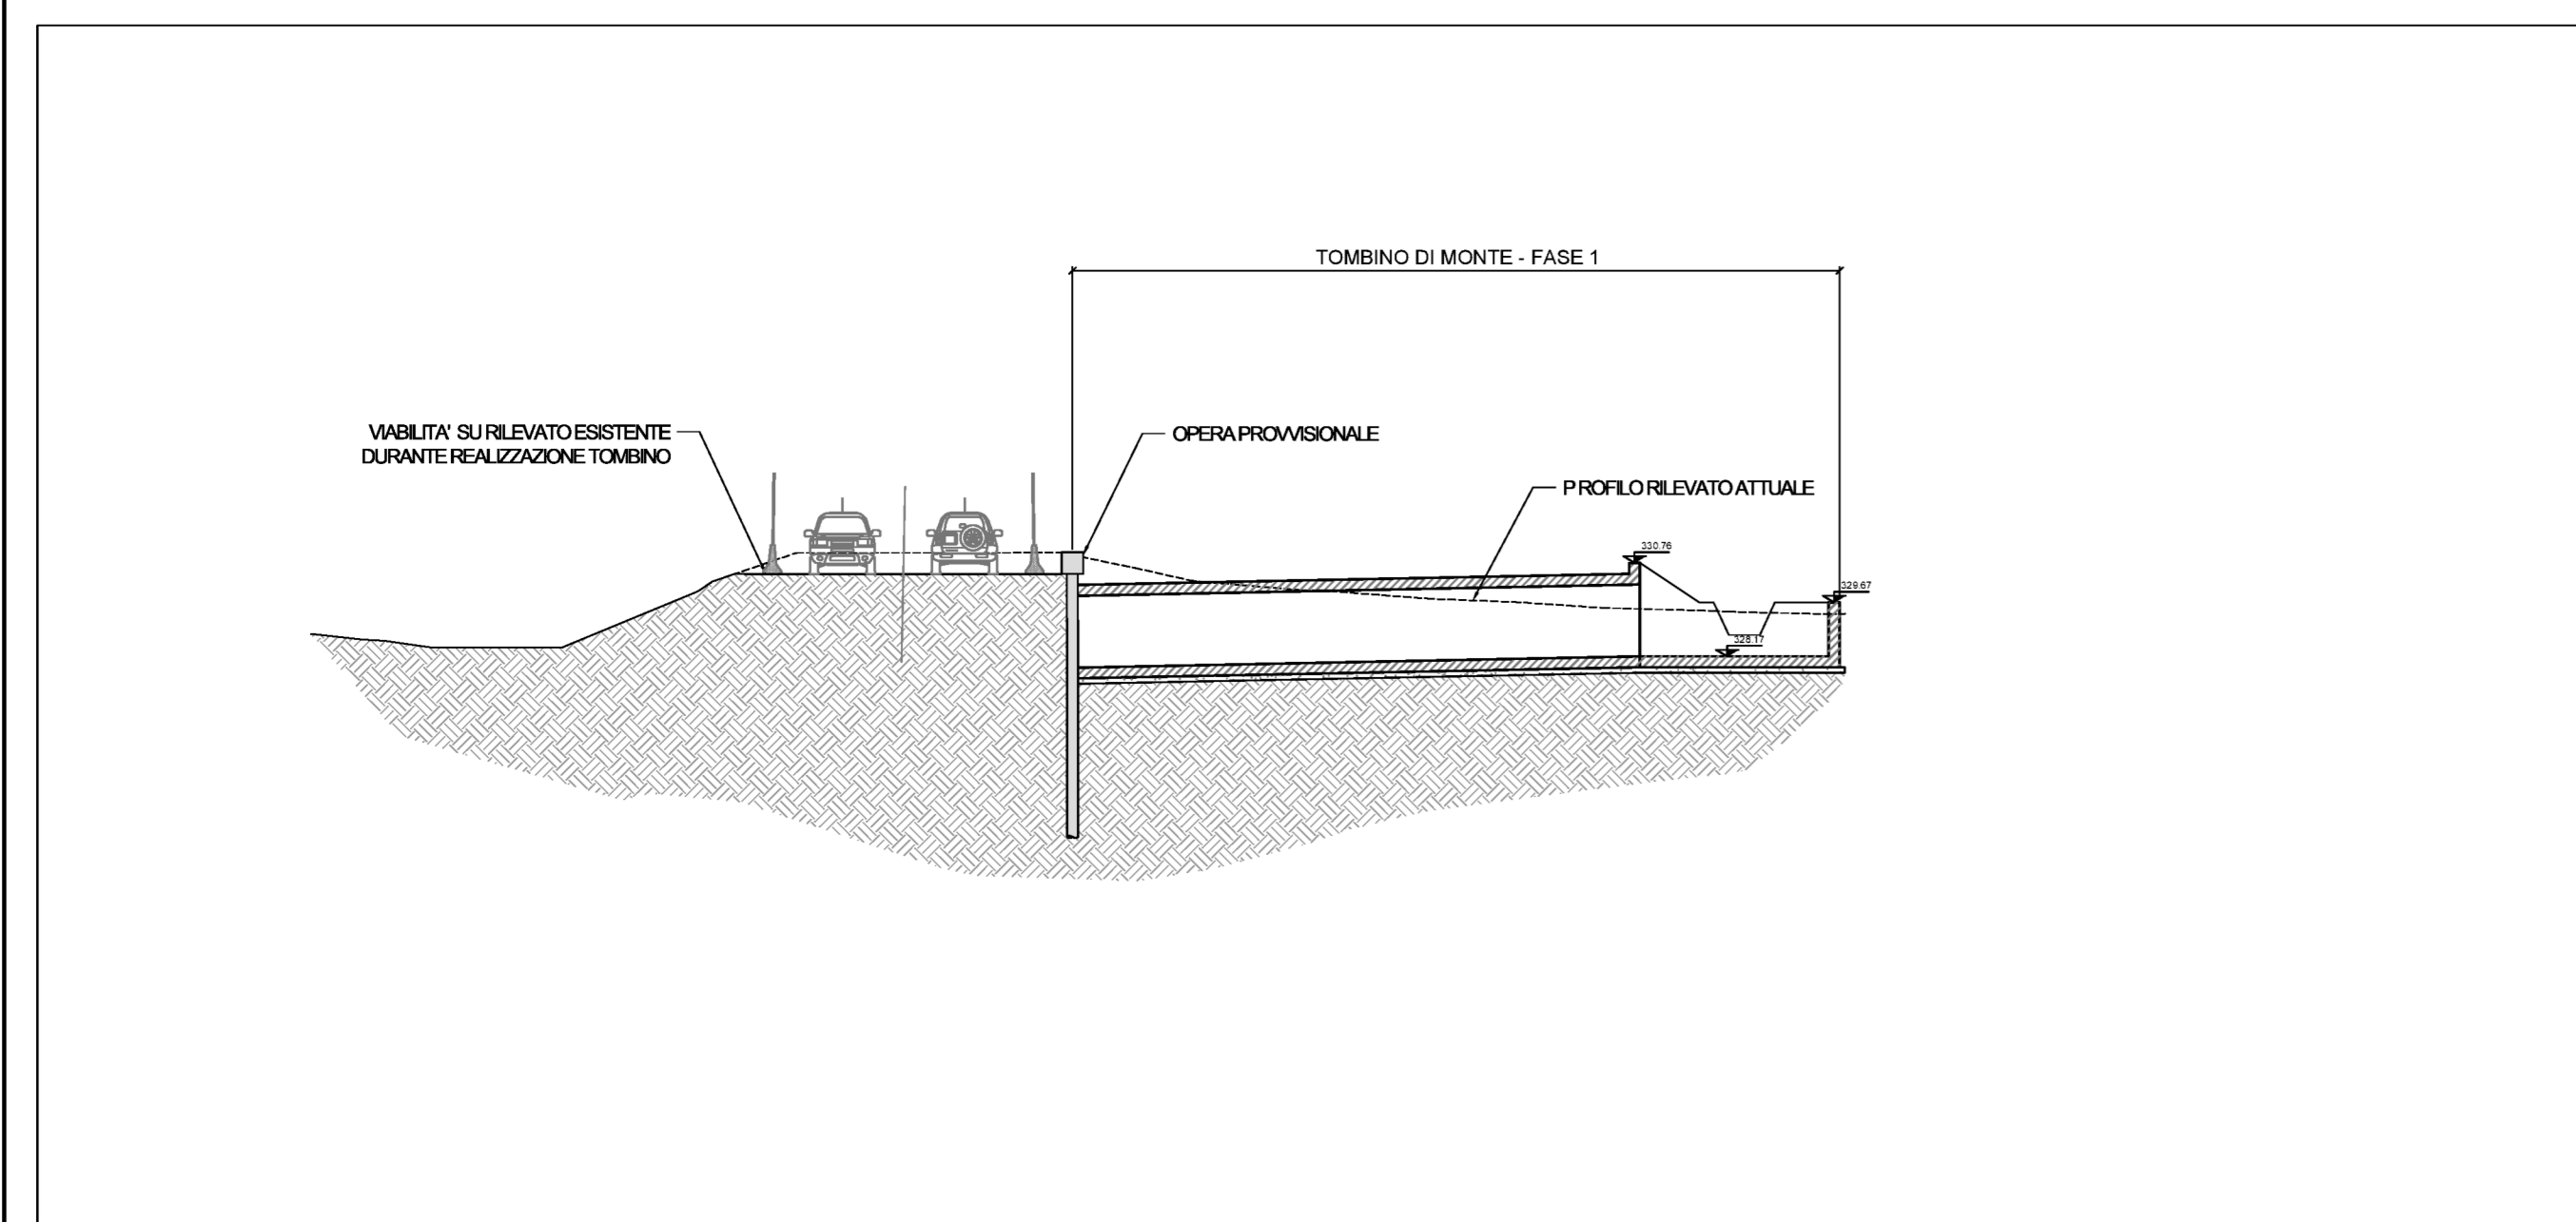 TOMBINO DI MONTE - FASE 1
VIABILITA' SU RILEVATO ESISTENTE
DURANTE REALIZZAZIONE TOMBINO
OPERA PROVVISIONALE
PROFILO RILEVATO ATTUALE
330.76
329.67
328.17